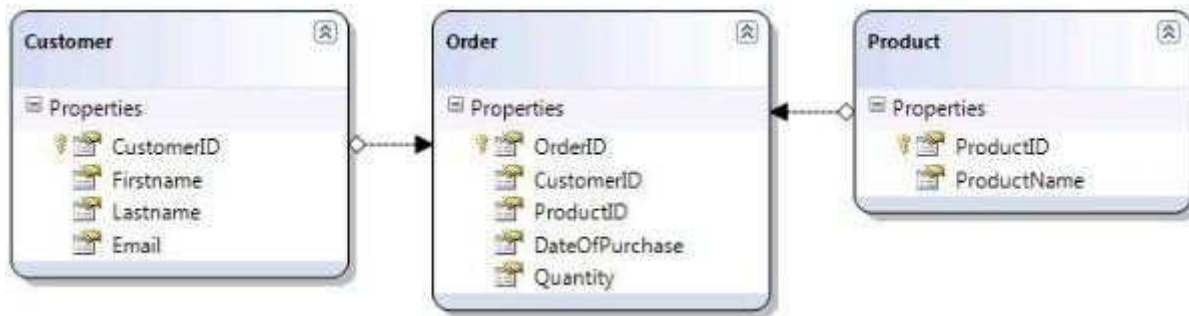 Customer
Properties
CustomerID
Firstname
Lastname
Email
Order
Properties
OrderID
CustomerID
ProductID
DateOfPurchase
Quantity
Product
Properties
ProductID
ProductName